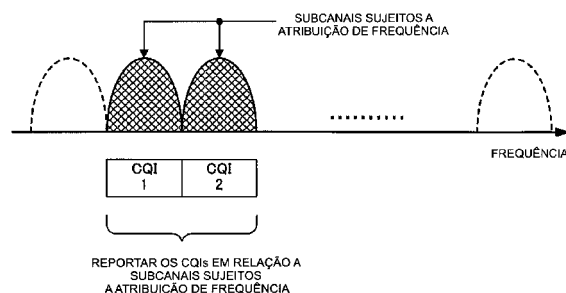 SUBCANAIS SUJEITOS A
ATRIBUIÇÃO DE FREQUÊNCIA
FREQUÊNCIA
CQI CQI
1 2
REPORTAR OS CQIs EM RELAÇÃO A
SUBCANAIS SUJEITOS
A ATRIBUIÇÃO DE FREQUÊNCIA